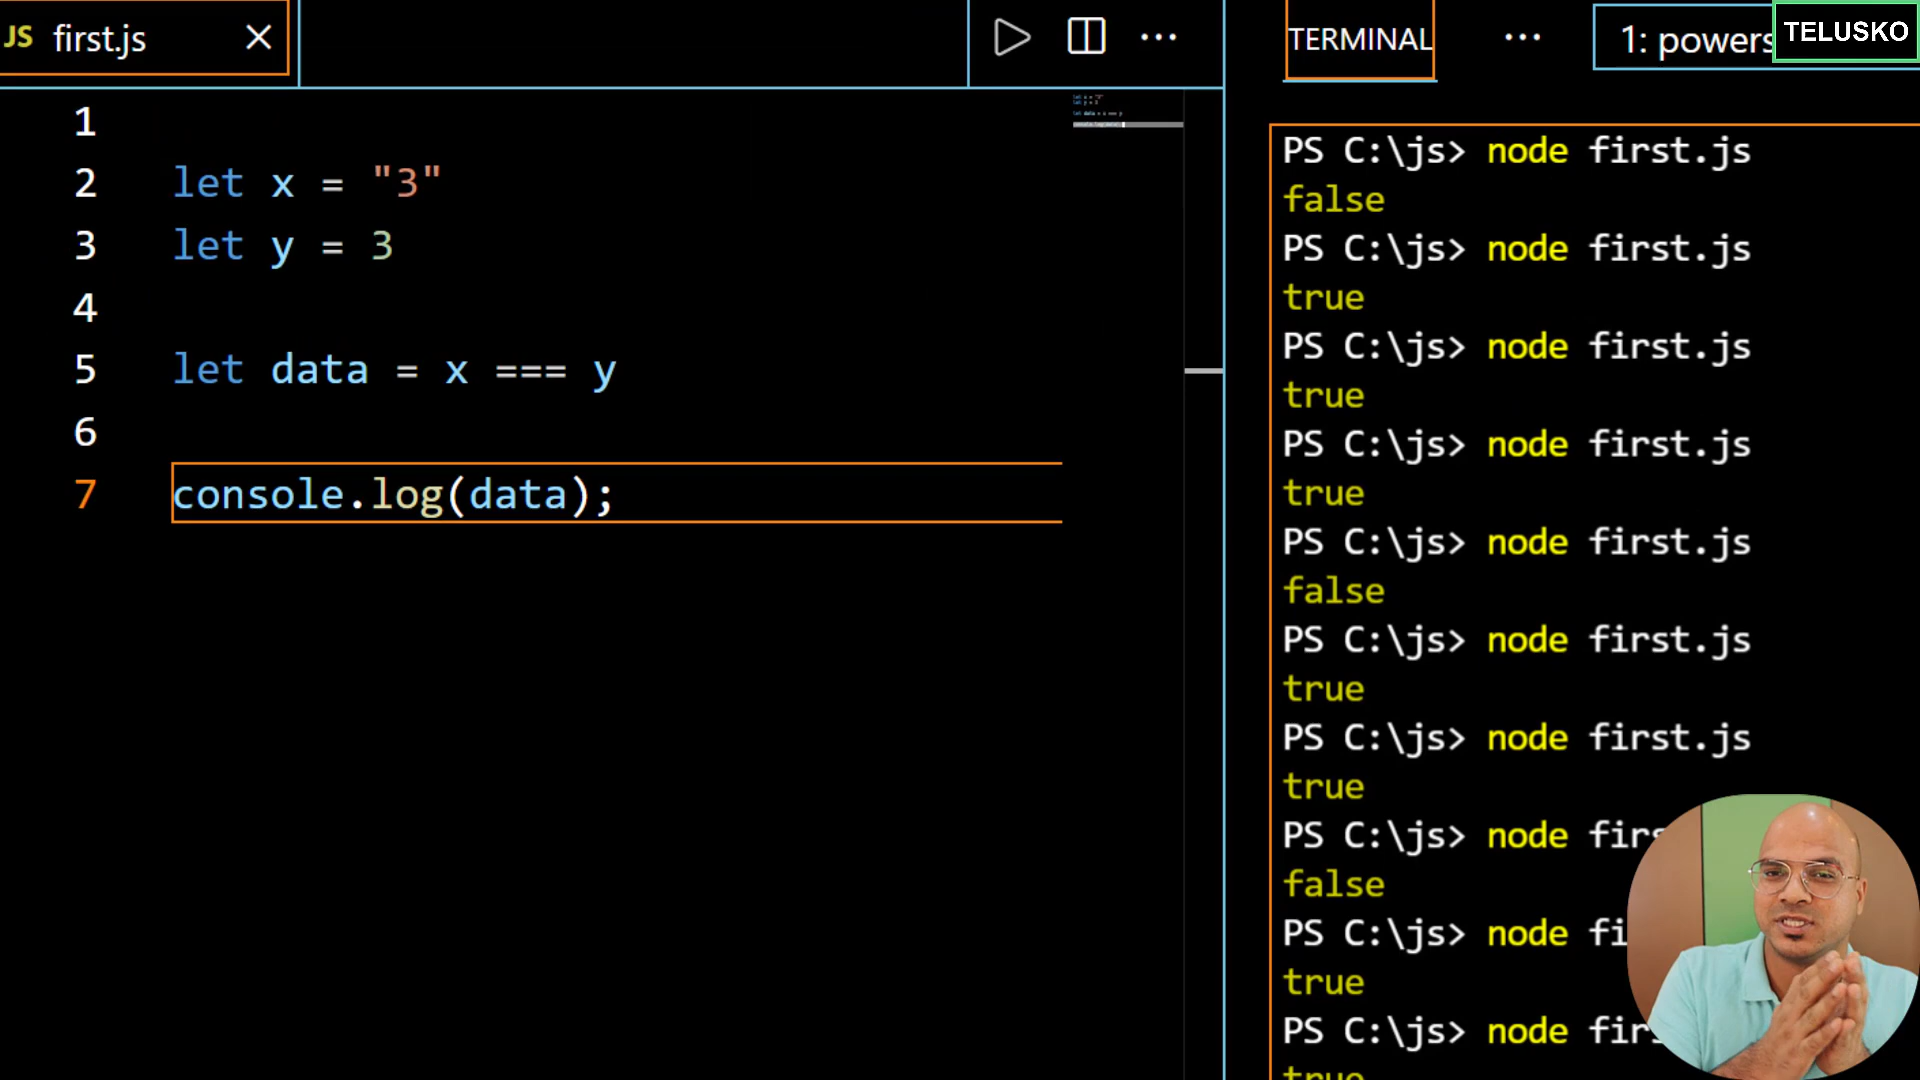 JS first.js
TERMINAL
1: powers
TELUSKO
1
2 let x = "3"
3 let y = 3
4
5 let data = x === y
6
7 console.log(data);
PS C:\js> node first.js
false
PS C:\js> node first.js
true
PS C:\js> node first.js
true
PS C:\js> node first.js
true
PS C:\js> node first.js
false
PS C:\js> node first.js
true
PS C:\js> node first.js
true
PS C:\js> node firs
false
PS C:\js> node fi
true
PS C:\js> node firs
true